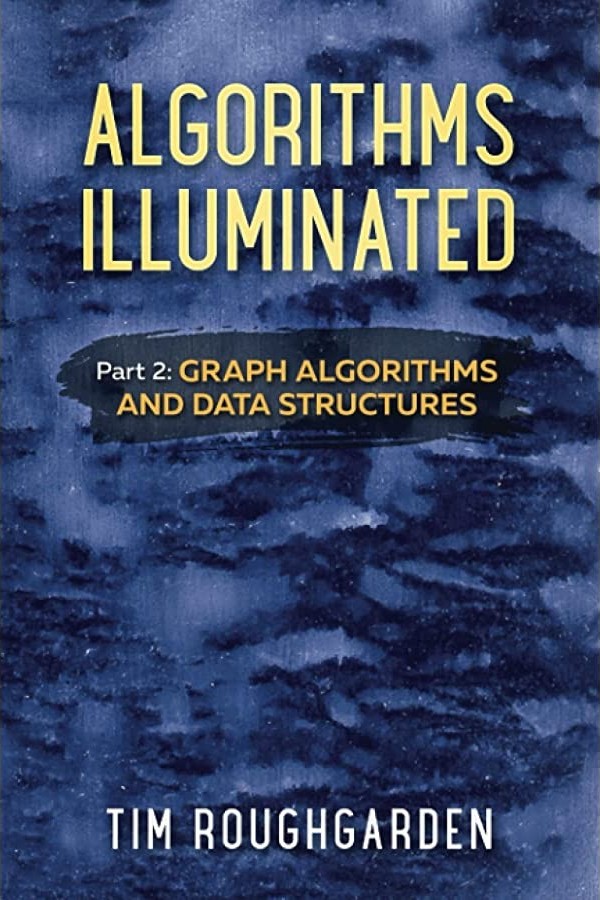 ALGORITHMS
ILLUMINATED
Part 2: GRAPH ALGORITHMS
AND DATA STRUCTURES
TIM ROUGHGARDEN